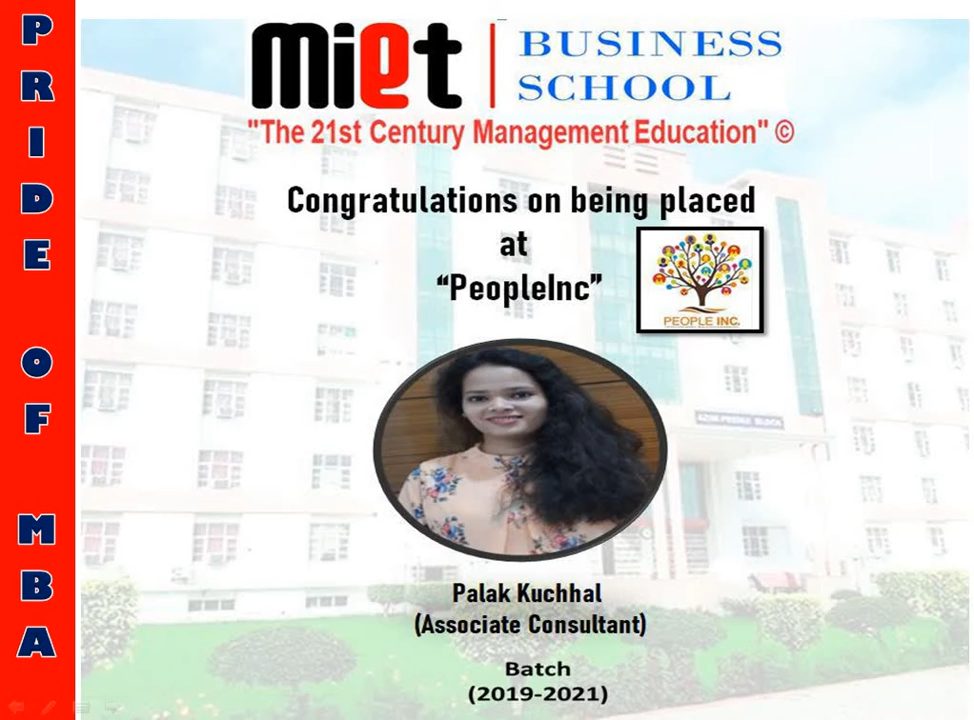 PRIDE OF MBA
miet | BUSINESS
SCHOOL
"The 21st Century Management Education" ©
Congratulations on being placed
at
“PeopleInc”
PEOPLE INC.
Palak Kuchhal
(Associate Consultant)
Batch
(2019-2021)